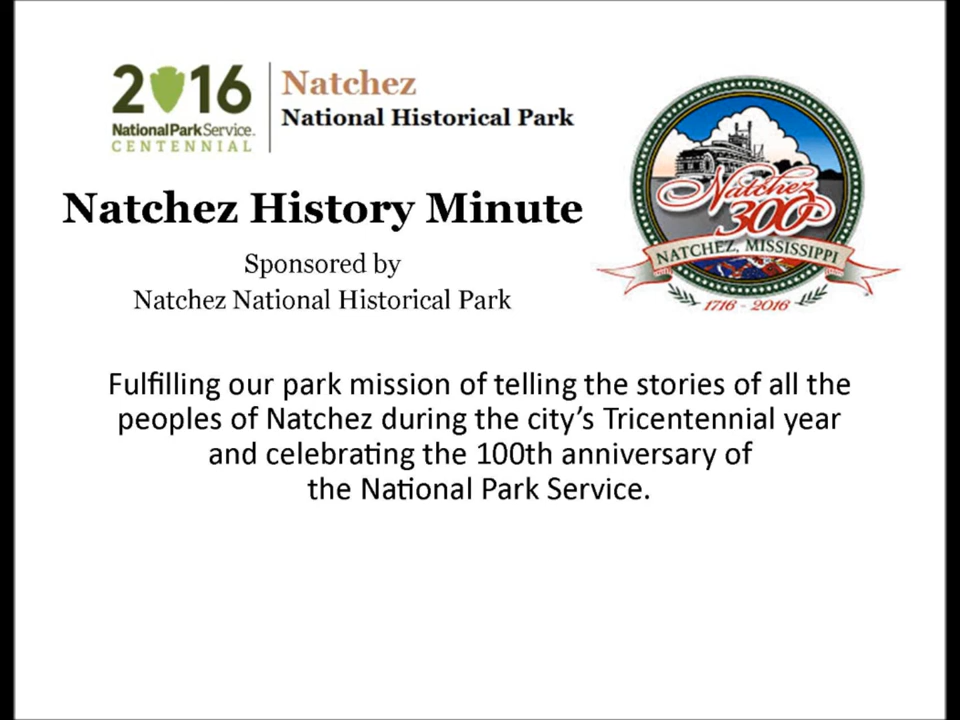 2016
National Park Service
CENTENNIAL
Natchez
National Historical Park
Natchez
300
NATCHEZ, MISSISSIPPI
1716 - 2016
Natchez History Minute
Sponsored by
Natchez National Historical Park
Fulfilling our park mission of telling the stories of all the
peoples of Natchez during the city’s Tricentennial year
and celebrating the 100th anniversary of
the National Park Service.